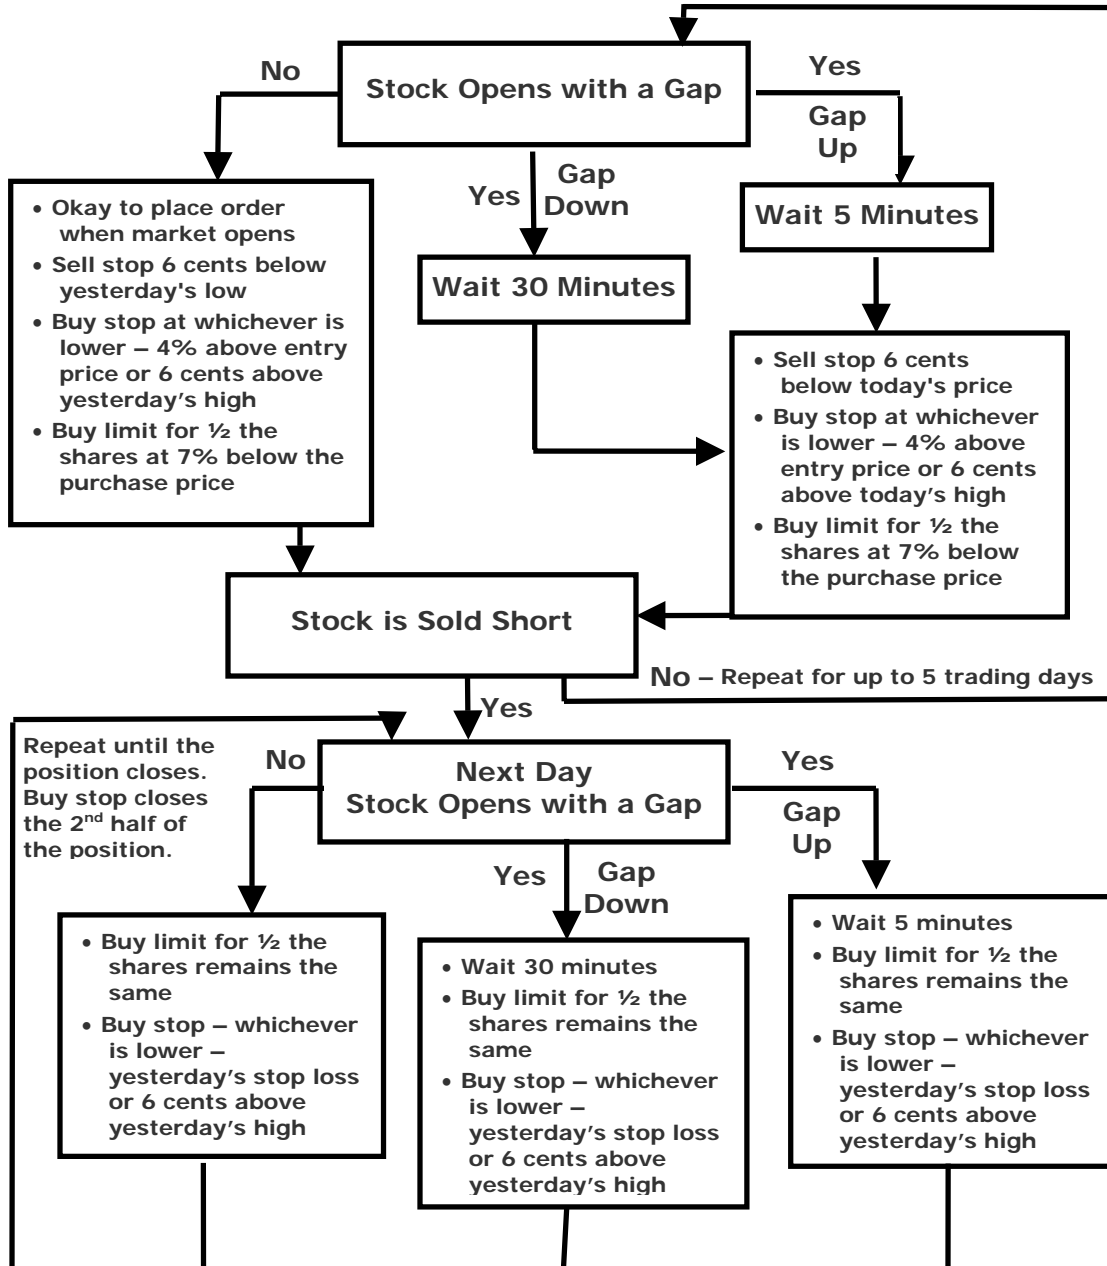 Stock Opens with a Gap
No
Yes
Gap
Up
Yes
Gap
Down
• Okay to place order
when market opens
• Sell stop 6 cents below
yesterday's low
• Buy stop at whichever is
lower – 4% above entry
price or 6 cents above
yesterday’s high
• Buy limit for ½ the
shares at 7% below the
purchase price
Wait 30 Minutes
Wait 5 Minutes
• Sell stop 6 cents
below today's price
• Buy stop at whichever
is lower – 4% above
entry price or 6 cents
above today’s high
• Buy limit for ½ the
shares at 7% below
the purchase price
Stock is Sold Short
No – Repeat for up to 5 trading days
Yes
Repeat until the
position closes.
Buy stop closes
the 2nd half of
the position.
No
Next Day
Stock Opens with a Gap
Yes
Gap
Up
Yes
Gap
Down
• Buy limit for ½ the
shares remains the
same
• Buy stop – whichever
is lower –
yesterday’s stop loss
or 6 cents above
yesterday’s high
• Wait 30 minutes
• Buy limit for ½ the
shares remains the
same
• Buy stop – whichever
is lower –
yesterday’s stop loss
or 6 cents above
yesterday’s high
• Wait 5 minutes
• Buy limit for ½ the
shares remains the
same
• Buy stop – whichever
is lower –
yesterday’s stop loss
or 6 cents above
yesterday’s high